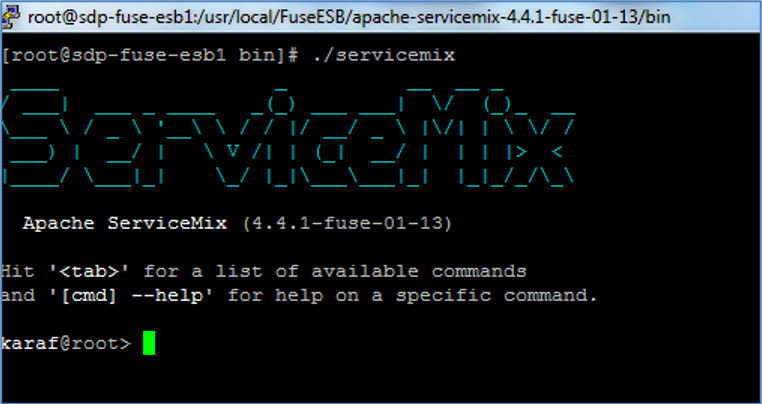 root@sdp-fuse-esb1:/usr/local/FuseESB/apache-servicemix-4.4.1-fuse-01-13/bin
[root@sdp-fuse-esb1 bin]# ./servicemix
ServiceMix
Apache ServiceMix (4.4.1-fuse-01-13)
Hit '<tab>' for a list of available commands
and '[cmd] --help' for help on a specific command.
karaf@root>